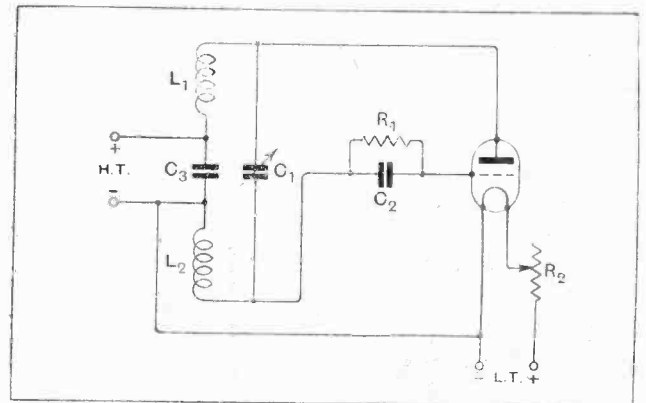 L₁
R₁
+
H.T.
C₃
C₁
−
C₂
L₂
R₂
− L.T. +